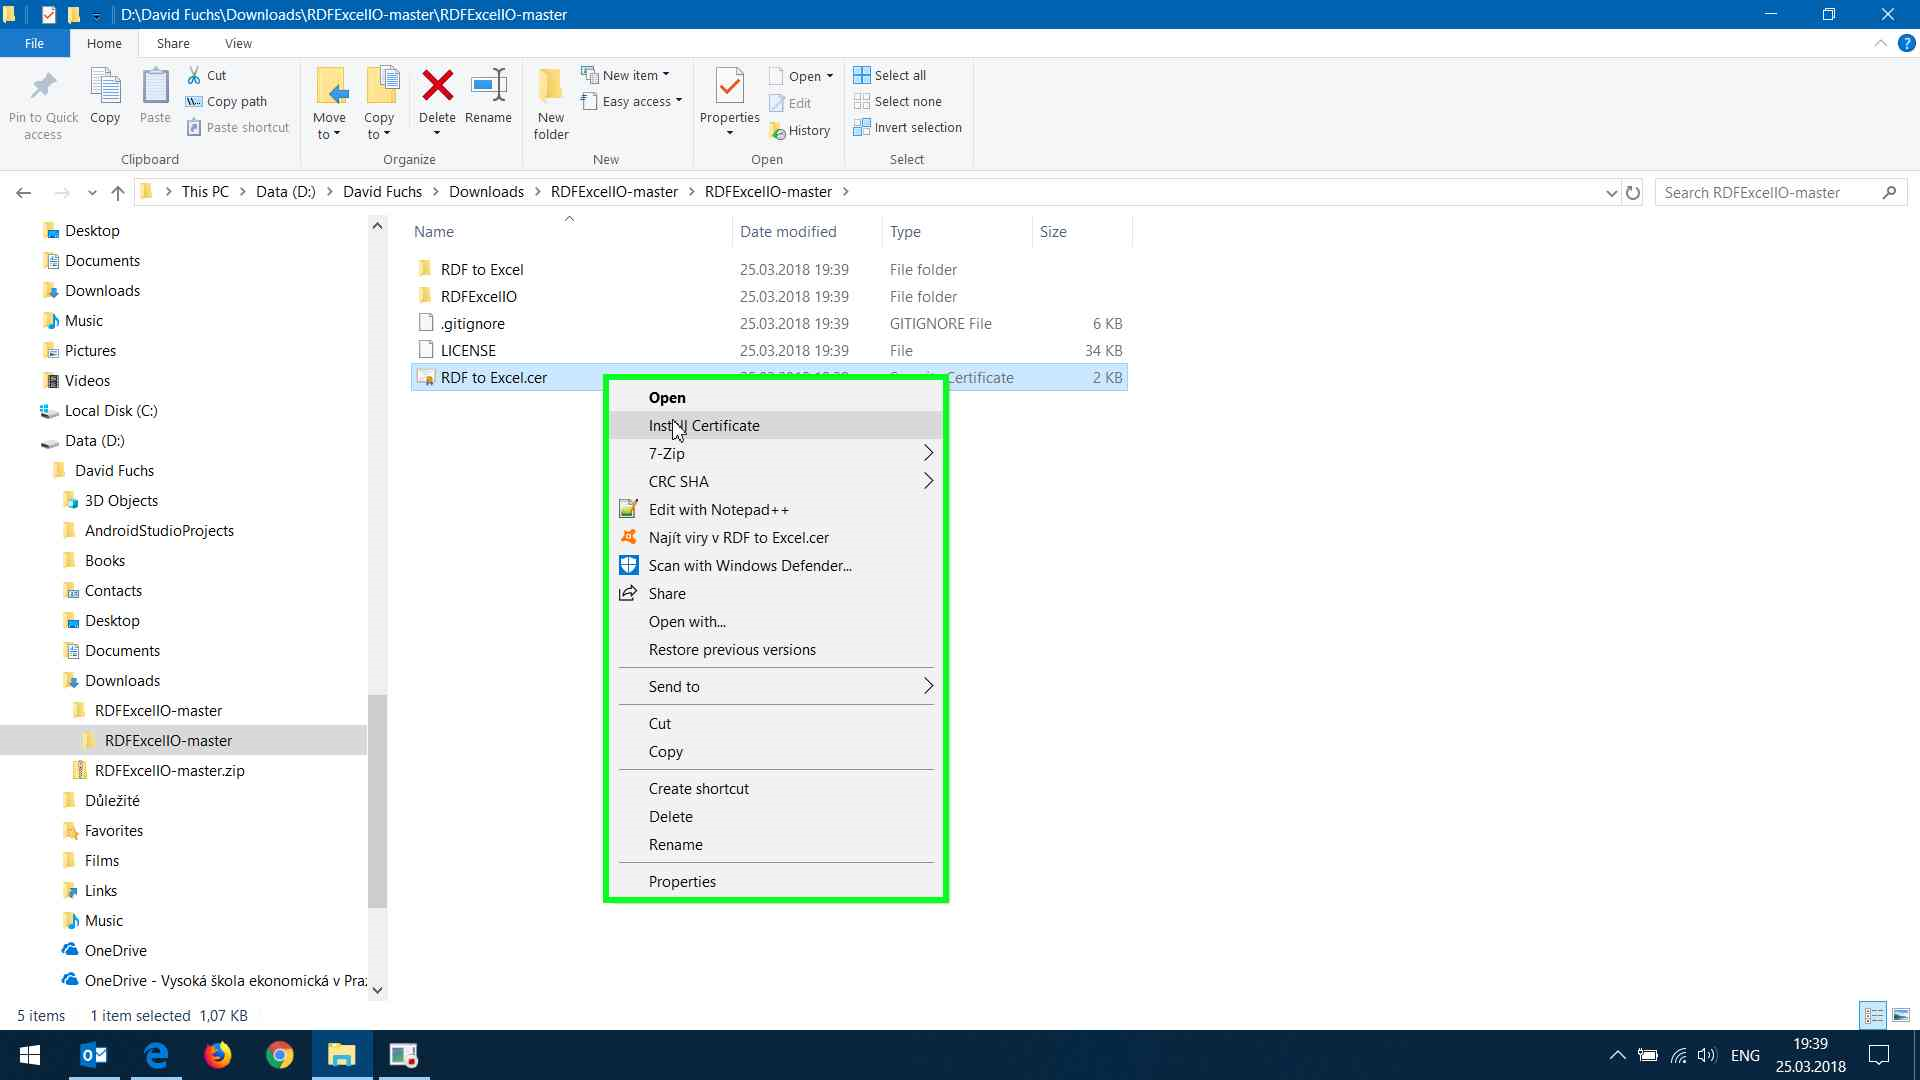 D:\David Fuchs\Downloads\RDFExcelIO-master\RDFExcelIO-master
File
Home
Share
View
Pin to Quick access
Copy
Paste
Cut
Copy path
Paste shortcut
Clipboard
Move to
Copy to
Delete
Rename
Organize
New folder
New item
Easy access
New
Properties
Open
Edit
History
Open
Select all
Select none
Invert selection
Select
This PC
Data (D:)
David Fuchs
Downloads
RDFExcelIO-master
RDFExcelIO-master
Search RDFExcelIO-master
Desktop
Documents
Downloads
Music
Pictures
Videos
Local Disk (C:)
Data (D:)
David Fuchs
3D Objects
AndroidStudioProjects
Books
Contacts
Desktop
Documents
Downloads
RDFExcelIO-master
RDFExcelIO-master
RDFExcelIO-master.zip
Důležité
Favorites
Films
Links
Music
OneDrive
OneDrive - Vysoká škola ekonomická v Praz
Name Date modified Type Size
RDF to Excel 25.03.2018 19:39 File folder
RDFExcelIO 25.03.2018 19:39 File folder
.gitignore 25.03.2018 19:39 GITIGNORE File 6 KB
LICENSE 25.03.2018 19:39 File 34 KB
RDF to Excel.cer Certificate 2 KB
Open
Install Certificate
7-Zip
CRC SHA
Edit with Notepad++
Najít viry v RDF to Excel.cer
Scan with Windows Defender...
Share
Open with...
Restore previous versions
Send to
Cut
Copy
Create shortcut
Delete
Rename
Properties
5 items 1 item selected 1,07 KB
ENG
19:39
25.03.2018